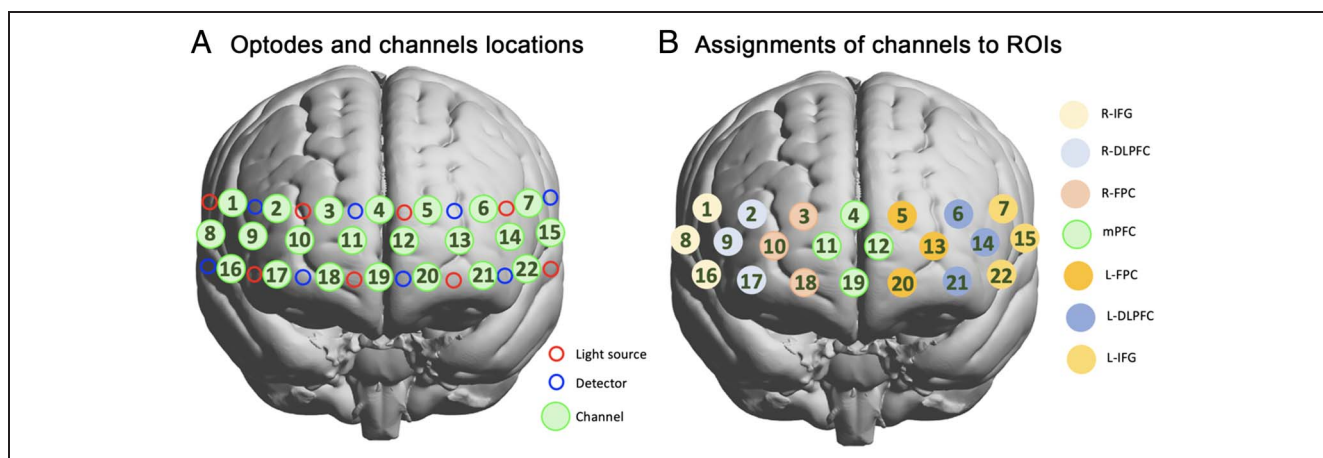 A Optodes and channels locations
1 2 3 4 5 6 7
8 9 10 11 12 13 14 15
16 17 18 19 20 21 22
Light source
Detector
Channel
B Assignments of channels to ROIs
1 2 3 4 5 6 7
8 9 10 11 12 13 14 15
16 17 18 19 20 21 22
R-IFG
R-DLPFC
R-FPC
mPFC
L-FPC
L-DLPFC
L-IFG